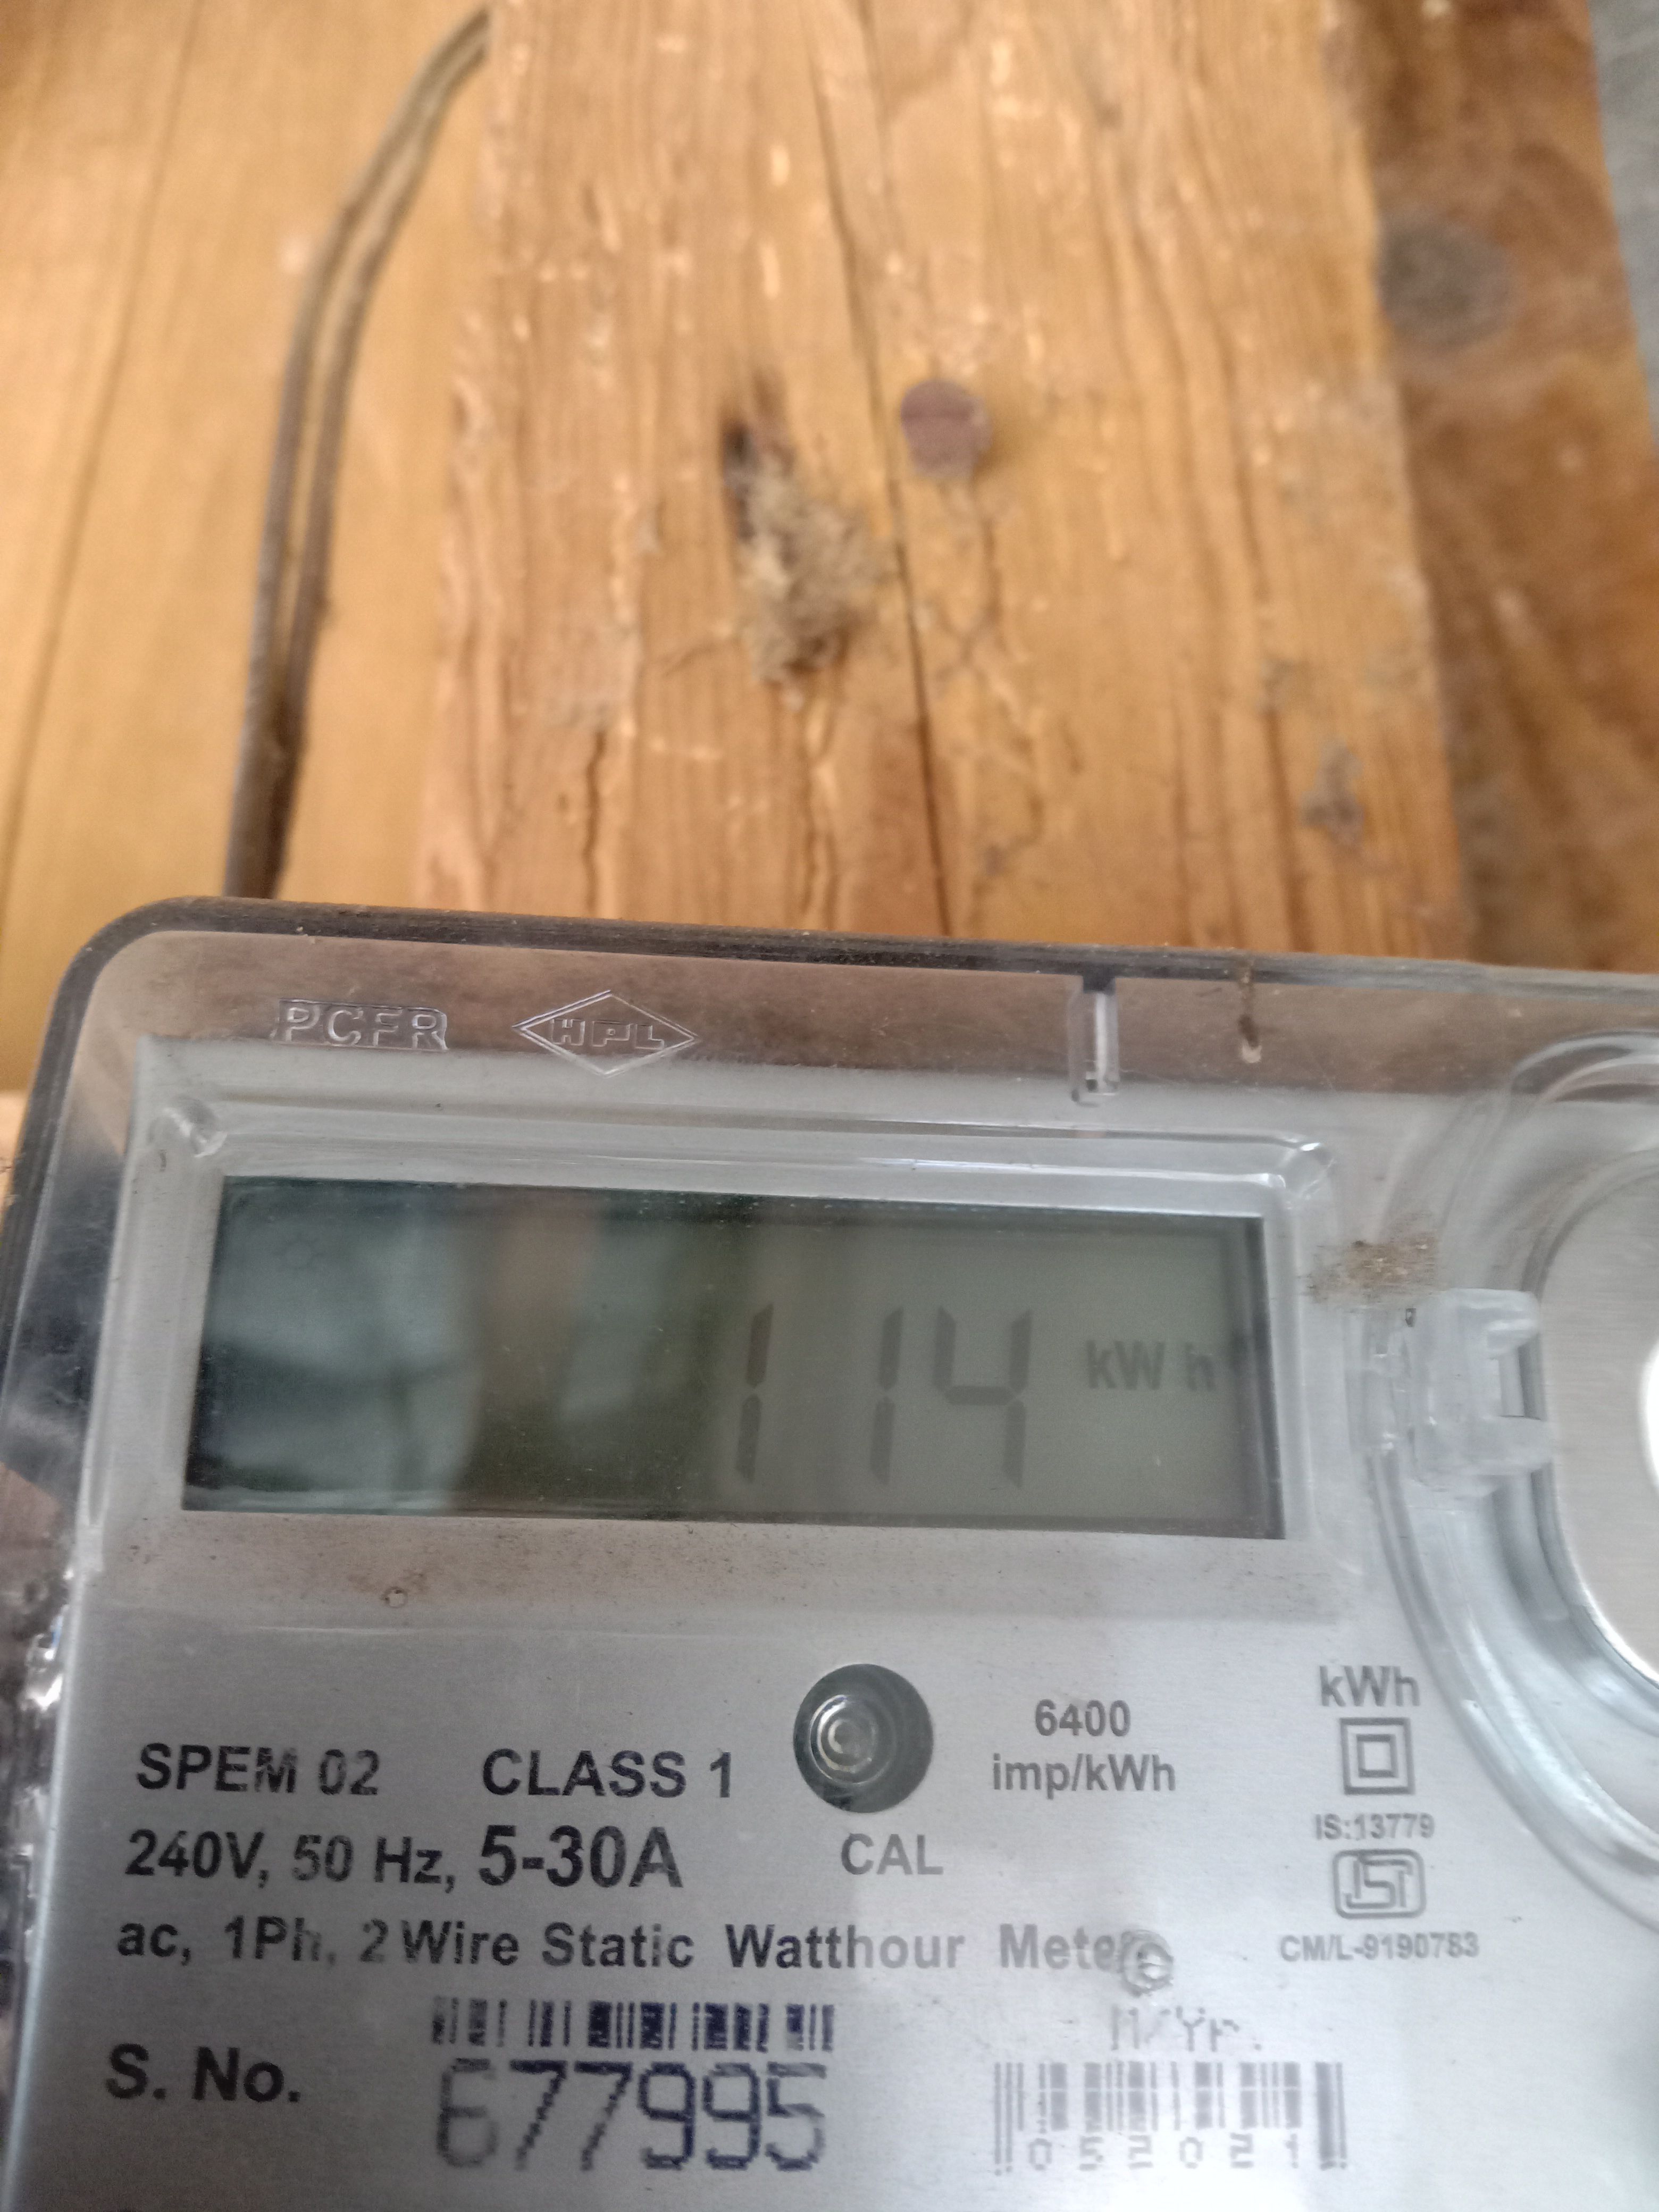 PCFR HPL
114 kWh
6400
imp/kWh
kWh
SPEM 02 CLASS 1
240V, 50 Hz, 5-30A
CAL
IS:13779
ISI
CM/L-9190783
ac, 1Ph, 2 Wire Static Watthour Meter
M/Yr.
S. No. 677995
052021